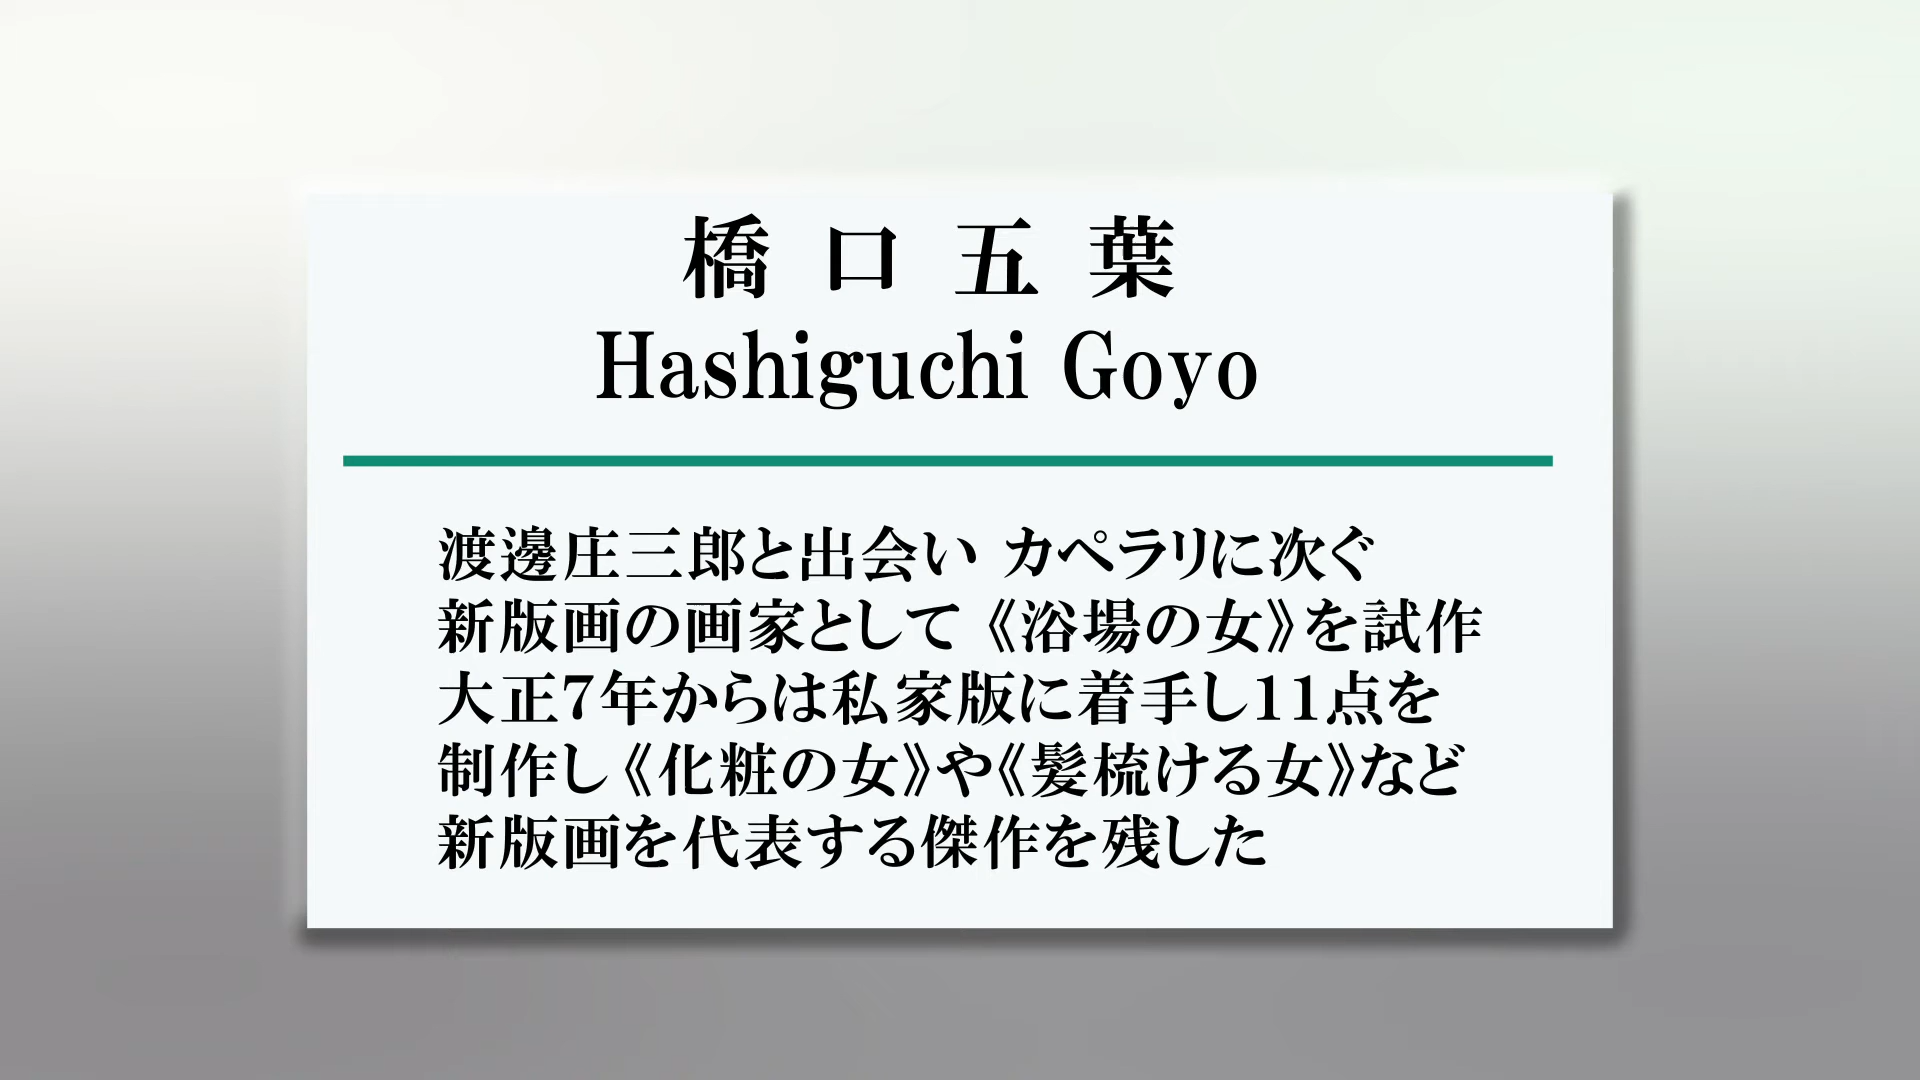 橋口五葉
Hashiguchi Goyo
渡邊庄三郎と出会い カペラリに次ぐ
新版画の画家として《浴場の女》を試作
大正7年からは私家版に着手し11点を
制作し《化粧の女》や《髪梳ける女》など
新版画を代表する傑作を残した